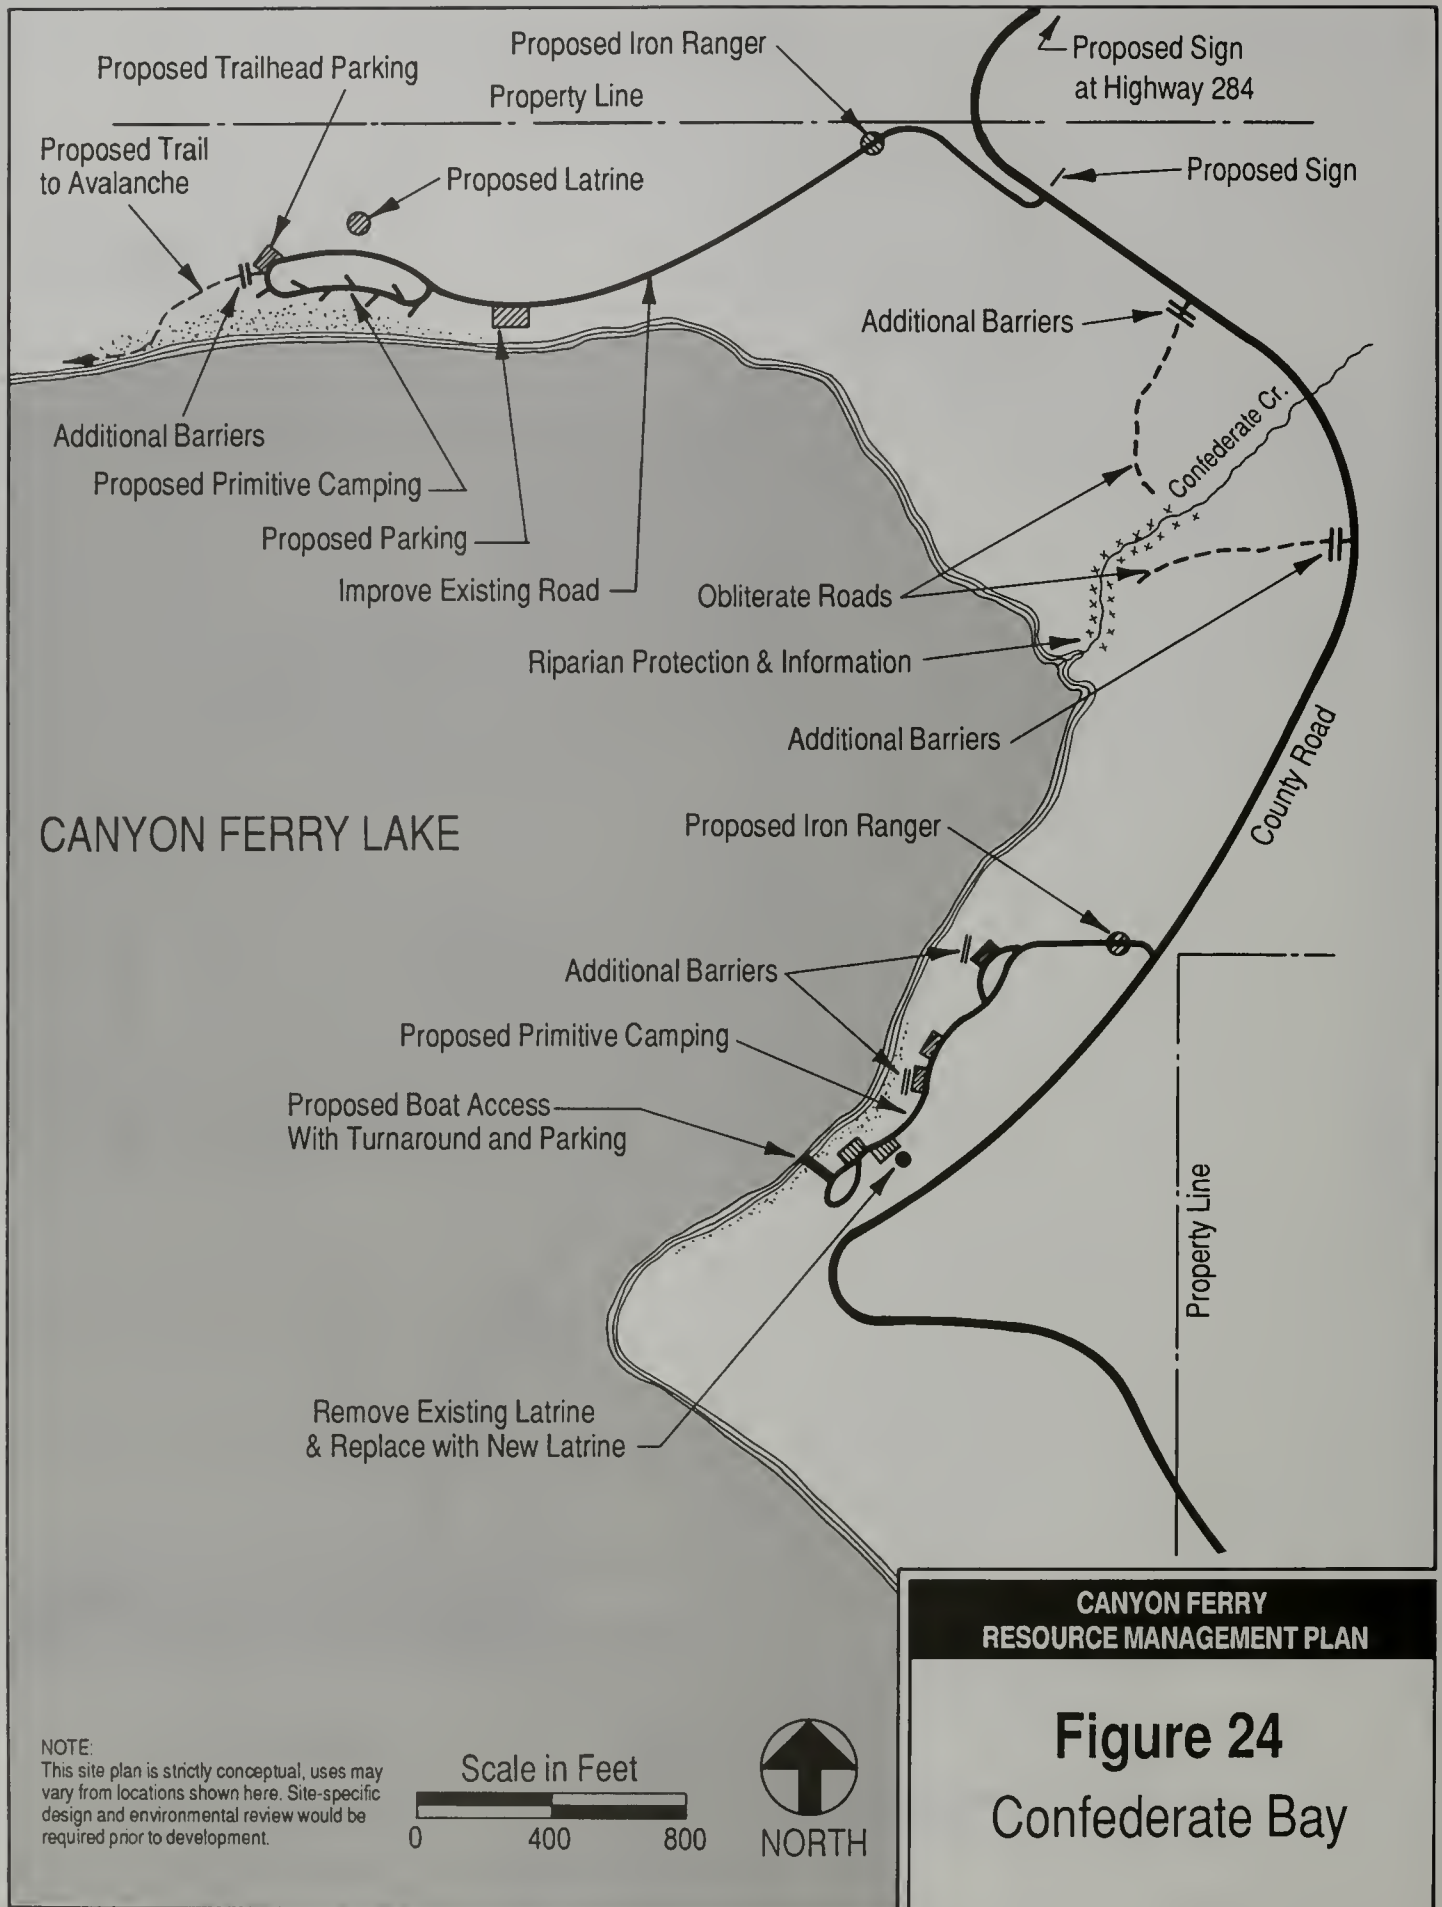 Proposed Iron Ranger
Proposed Sign
at Highway 284
Proposed Trailhead Parking
Property Line
Proposed Trail
to Avalanche
Proposed Latrine
Proposed Sign
Additional Barriers
Confederate Cr.
Additional Barriers
Proposed Primitive Camping
Proposed Parking
Improve Existing Road
Obliterate Roads
Riparian Protection & Information
Additional Barriers
County Road
CANYON FERRY LAKE
Proposed Iron Ranger
Additional Barriers
Proposed Primitive Camping
Proposed Boat Access
With Turnaround and Parking
Property Line
Remove Existing Latrine
& Replace with New Latrine
CANYON FERRY
RESOURCE MANAGEMENT PLAN
Figure 24
Confederate Bay
NOTE:
This site plan is strictly conceptual, uses may
vary from locations shown here. Site-specific
design and environmental review would be
required prior to development.
Scale in Feet
0 400 800
NORTH